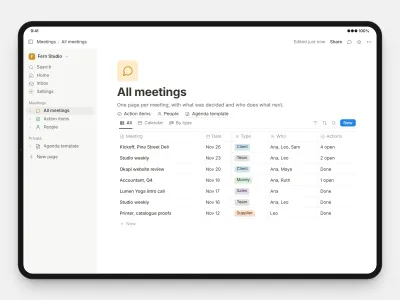 9:41
100%
Meetings / All meetings
Edited just now
Share
F Fern Studio
Search
Home
Inbox
Settings
Meetings
All meetings
Action items
People
Private
Agenda template
New page
All meetings
One page per meeting, with what was decided and who does what next.
Action items People Agenda template
All Calendar By type New
Meeting Date Type Who Actions
Kickoff, Pine Street Deli Nov 26 Client Ana, Leo, Sam 4 open
Studio weekly Nov 23 Team Ana, Leo 2 open
Okapi website review Nov 20 Client Ana, Maya Done
Accountant, Q4 Nov 18 Money Ana, Ruth 1 open
Lumen Yoga intro call Nov 17 Sales Ana Done
Studio weekly Nov 16 Team Ana, Leo Done
Printer, catalogue proofs Nov 12 Supplier Leo Done
+ New